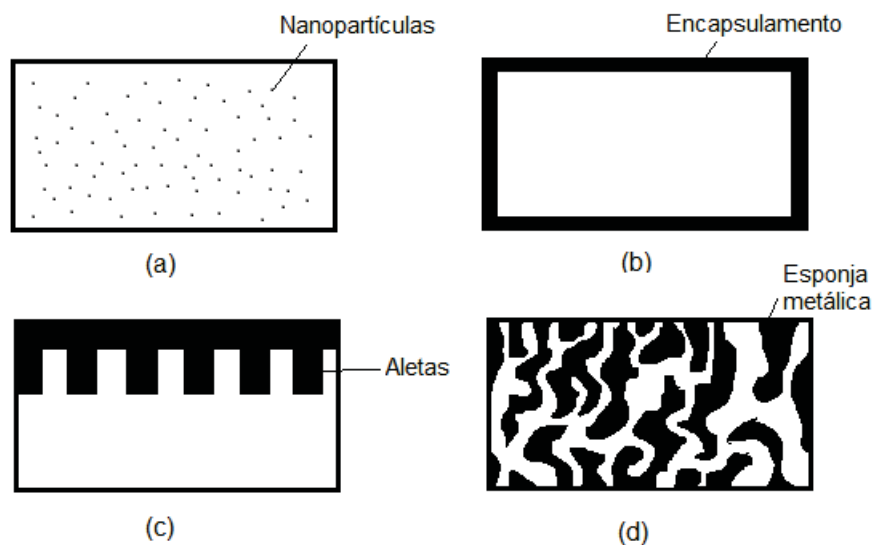 Nanopartículas
Encapsulamento
(a)
(b)
Esponja
metálica
Aletas
(c)
(d)